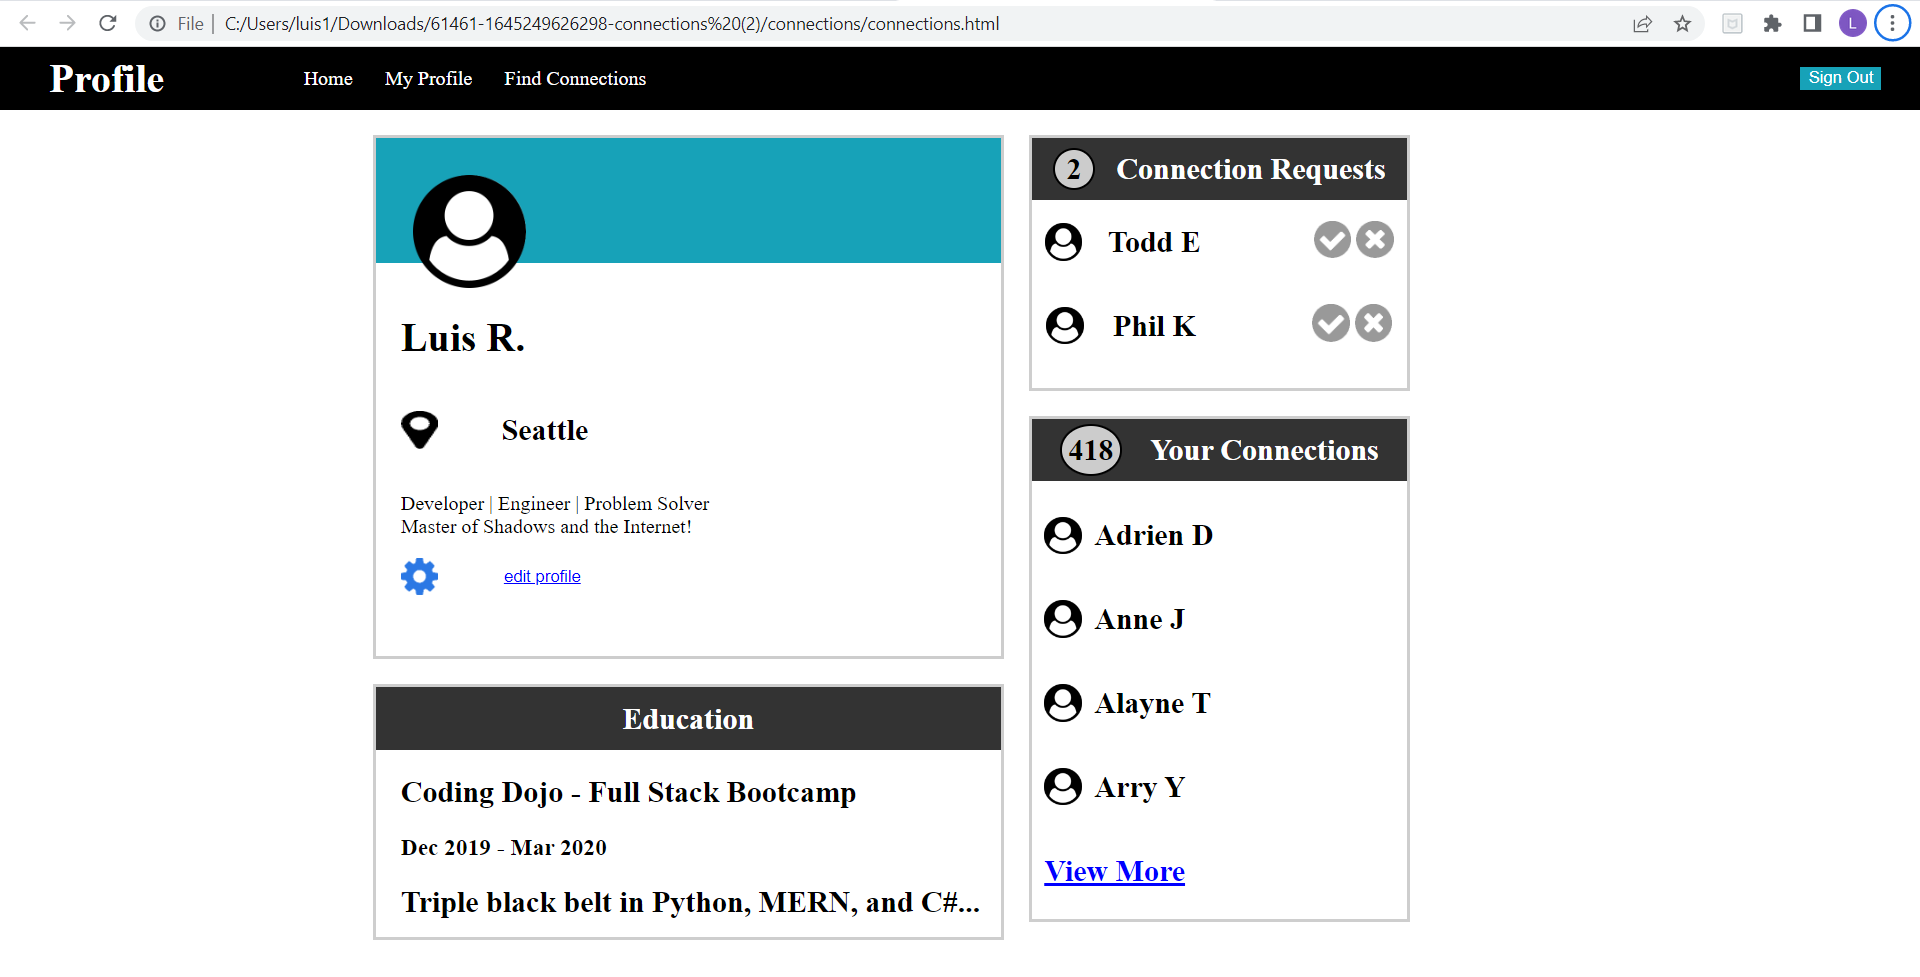 File | C:/Users/luis1/Downloads/61461-1645249626298-connections%20(2)/connections/connections.html
L
Profile
Home
My Profile
Find Connections
Sign Out
Luis R.
Seattle
Developer | Engineer | Problem Solver
Master of Shadows and the Internet!
edit profile
Education
Coding Dojo - Full Stack Bootcamp
Dec 2019 - Mar 2020
Triple black belt in Python, MERN, and C#...
2 Connection Requests
Todd E
Phil K
418 Your Connections
Adrien D
Anne J
Alayne T
Arry Y
View More